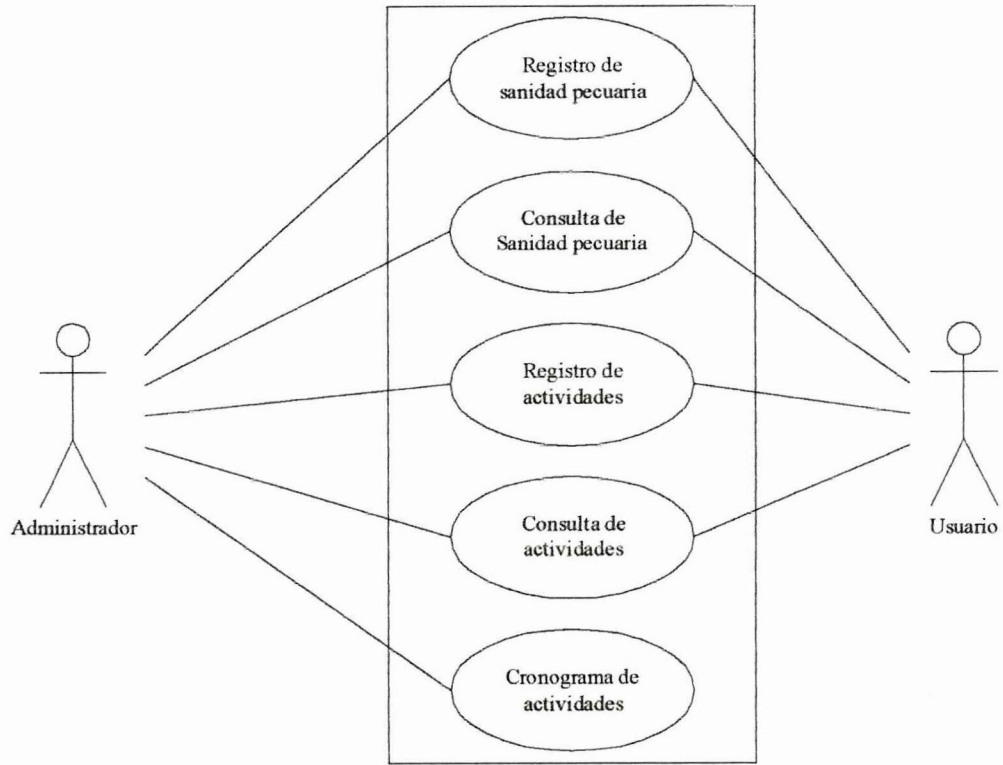 Registro de
sanidad pecuaria
Consulta de
Sanidad pecuaria
Registro de
actividades
Administrador
Usuario
Consulta de
actividades
Cronograma de
actividades